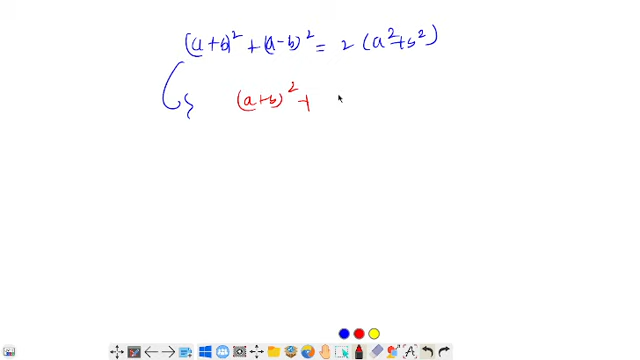 (a+b)² + (a-b)² = 2 (a²+b²)
(a+b)² +